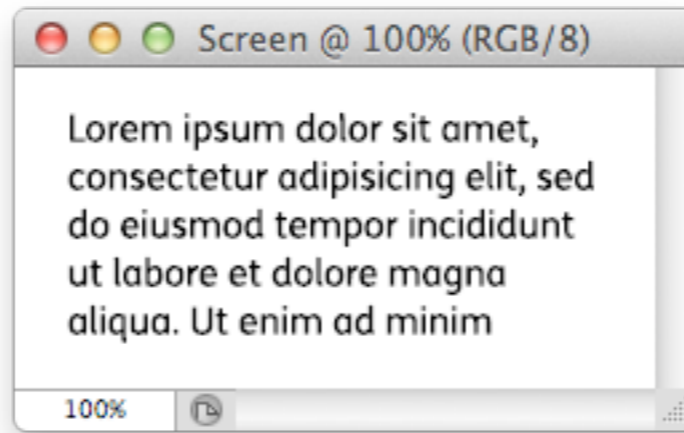 Screen @ 100% (RGB/8)
Lorem ipsum dolor sit amet,
consectetur adipisicing elit, sed
do eiusmod tempor incididunt
ut labore et dolore magna
aliqua. Ut enim ad minim
100%